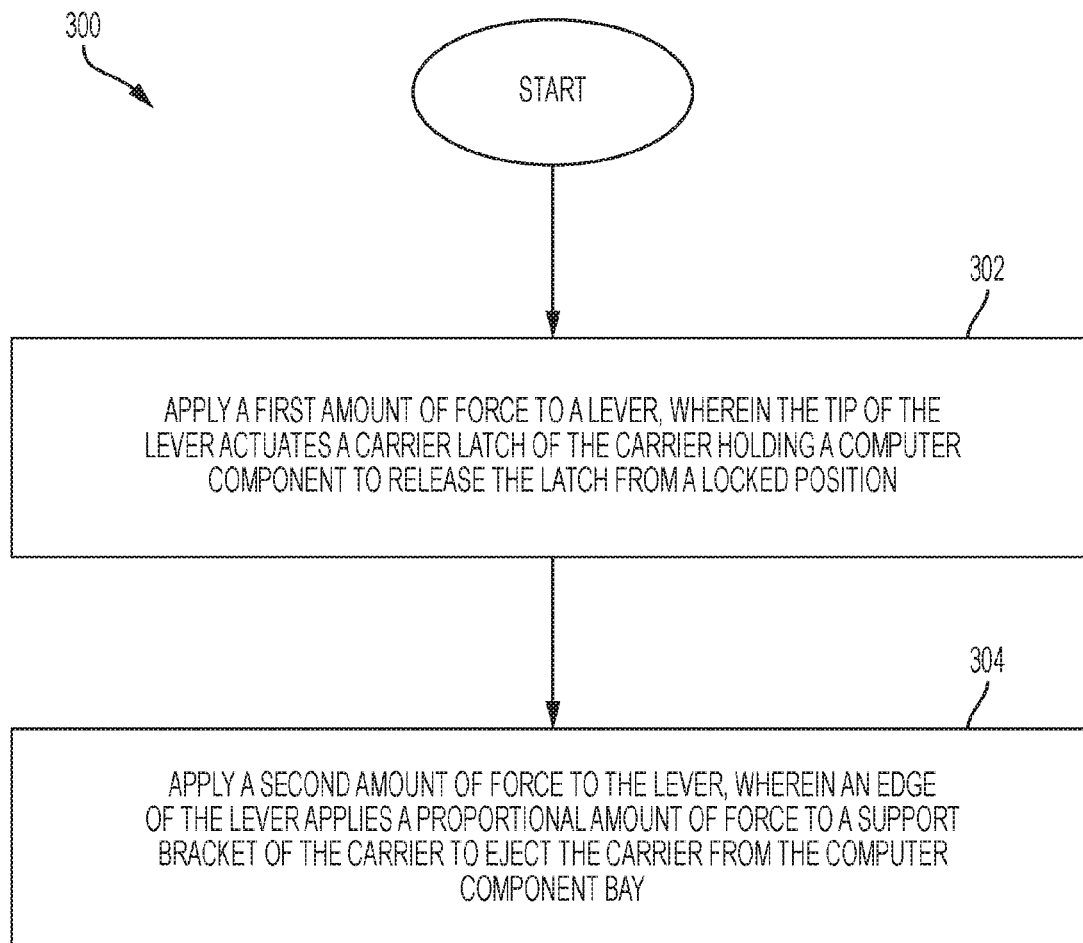 300
START
302
APPLY A FIRST AMOUNT OF FORCE TO A LEVER, WHEREIN THE TIP OF THE
LEVER ACTUATES A CARRIER LATCH OF THE CARRIER HOLDING A COMPUTER
COMPONENT TO RELEASE THE LATCH FROM A LOCKED POSITION
304
APPLY A SECOND AMOUNT OF FORCE TO THE LEVER, WHEREIN AN EDGE
OF THE LEVER APPLIES A PROPORTIONAL AMOUNT OF FORCE TO A SUPPORT
BRACKET OF THE CARRIER TO EJECT THE CARRIER FROM THE COMPUTER
COMPONENT BAY